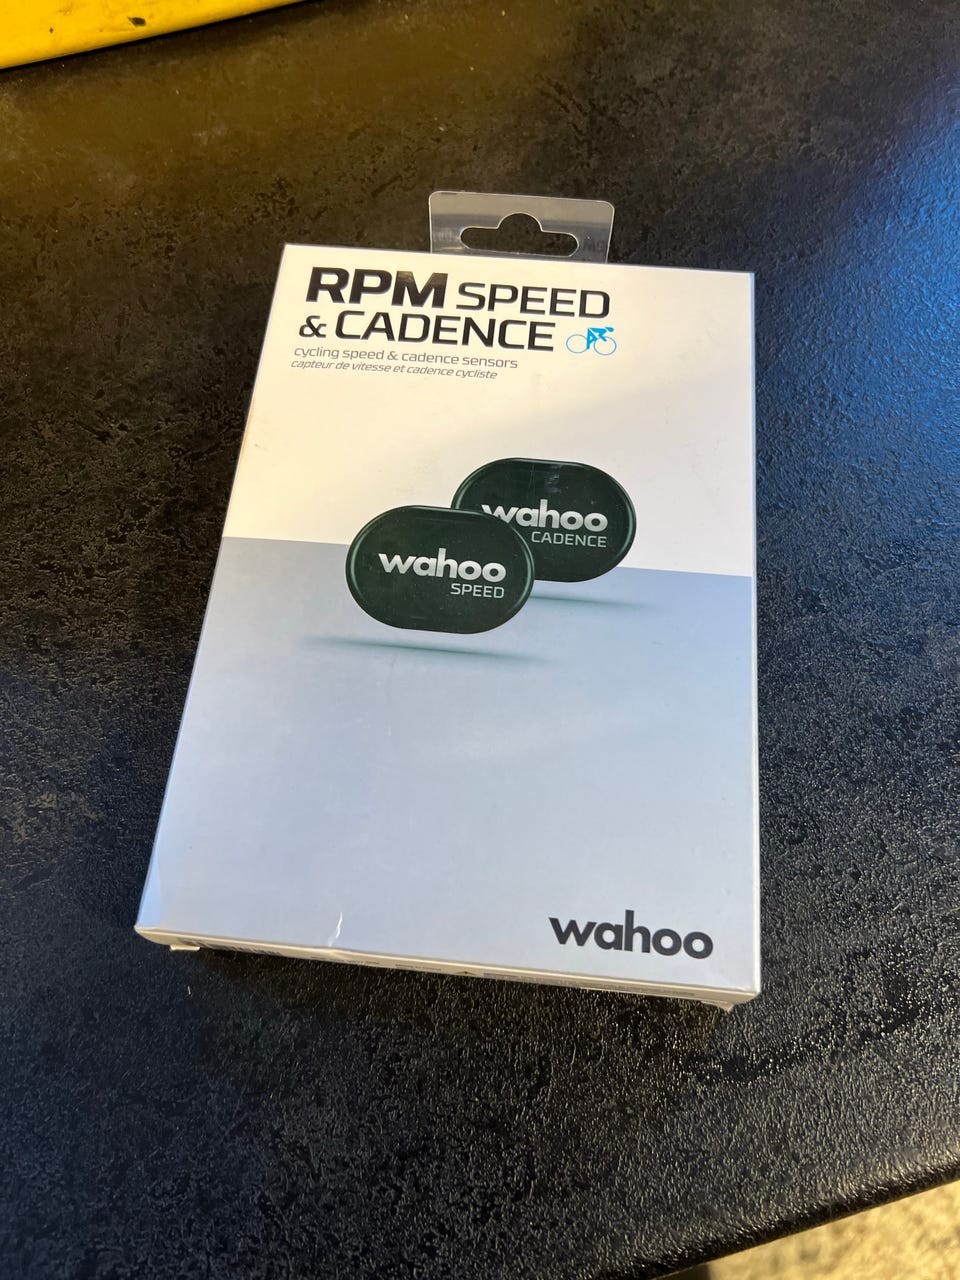 RPM SPEED
& CADENCE
cycling speed & cadence sensors
capteur de vitesse et cadence cycliste
wahoo
CADENCE
wahoo
SPEED
wahoo